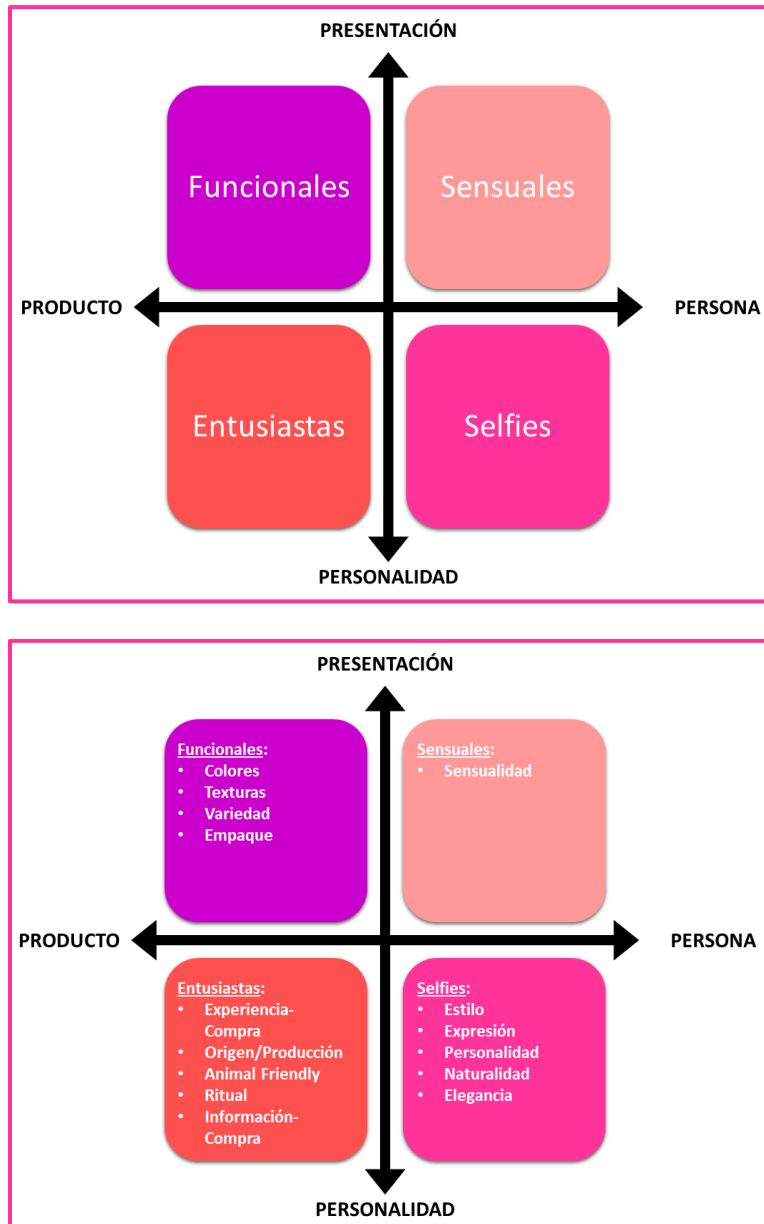 PRESENTACIÓN
Funcionales
Sensuales
PRODUCTO
PERSONA
Entusiastas
Selfies
PERSONALIDAD
PRESENTACIÓN
Funcionales:
• Colores
• Texturas
• Variedad
• Empaque
Sensuales:
• Sensualidad
PRODUCTO
PERSONA
Entusiastas:
• Experiencia-
Compra
• Origen/Producción
• Animal Friendly
• Ritual
• Información-
Compra
Selfies:
• Estilo
• Expresión
• Personalidad
• Naturalidad
• Elegancia
PERSONALIDAD